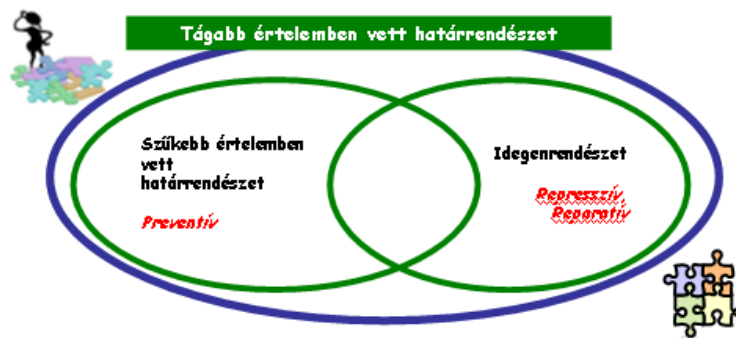 Tágabb értelemben vett határrendészet
Szűkebb értelemben
vett
határrendészet
Preventív
Idegenrendészet
Represszív,
Reparatív